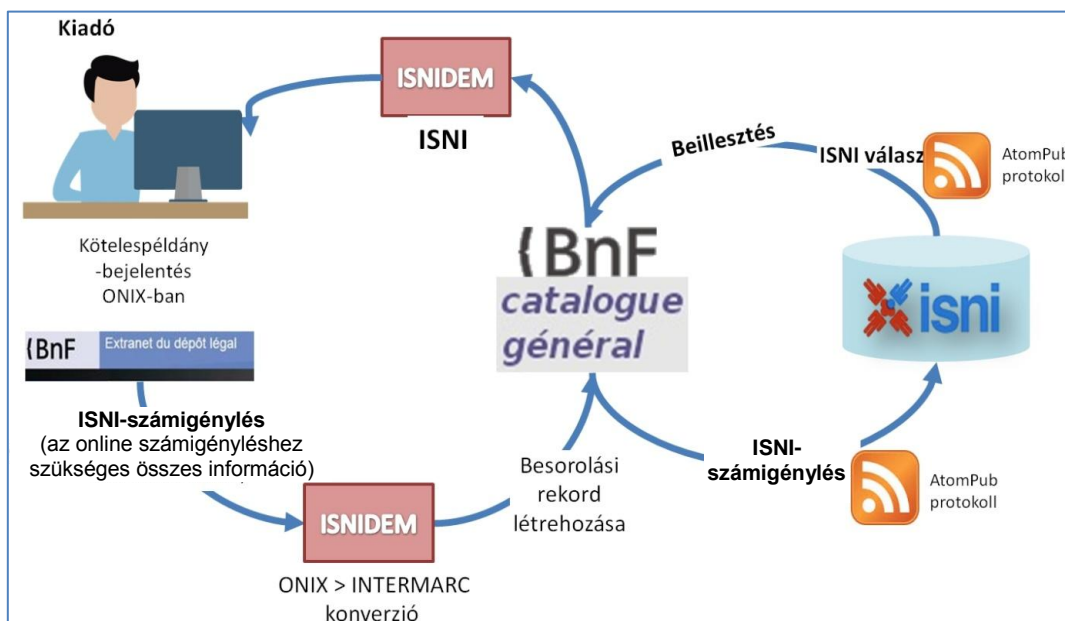 Kiadó
ISNIDEM
ISNI
Beillesztés
ISNI válasz
AtomPub
protokoll
Kötelespéldány
-bejelentés
ONIX-ban
{BnF
catalogue
général
isni
{BnF Extranet du dépôt légal
ISNI-számigénylés
(az online számigényléshez
szükséges összes információ)
ISNIDEM
ONIX > INTERMARC
konverzió
Besorolási
rekord
létrehozása
ISNI-
számigénylés
AtomPub
protokoll